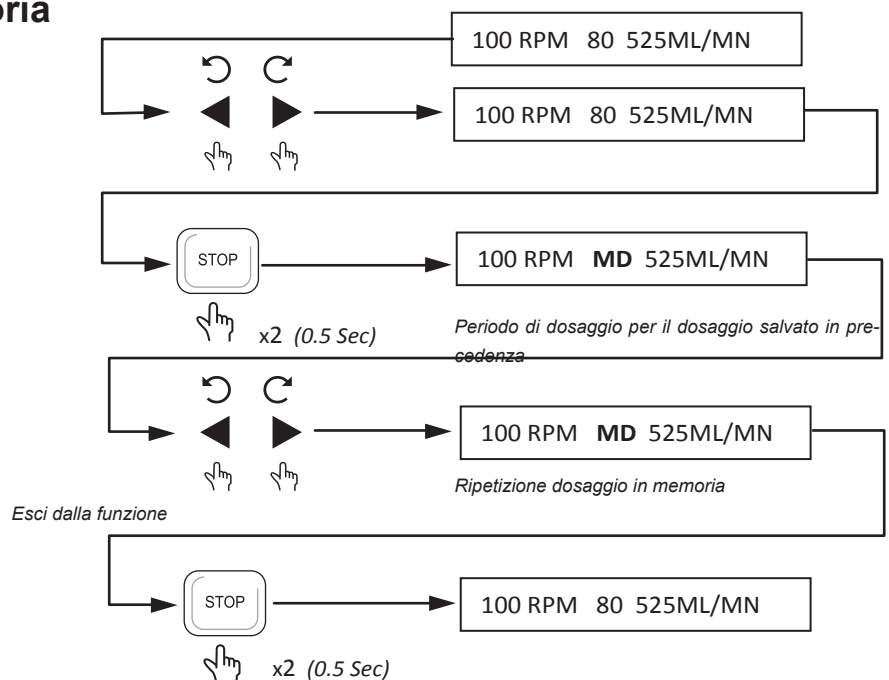 100 RPM 80 525ML/MN
100 RPM 80 525ML/MN
STOP
100 RPM MD 525ML/MN
x2 (0.5 Sec)
Periodo di dosaggio per il dosaggio salvato in pre-
cedenza
100 RPM MD 525ML/MN
Ripetizione dosaggio in memoria
Esci dalla funzione
STOP
100 RPM 80 525ML/MN
x2 (0.5 Sec)